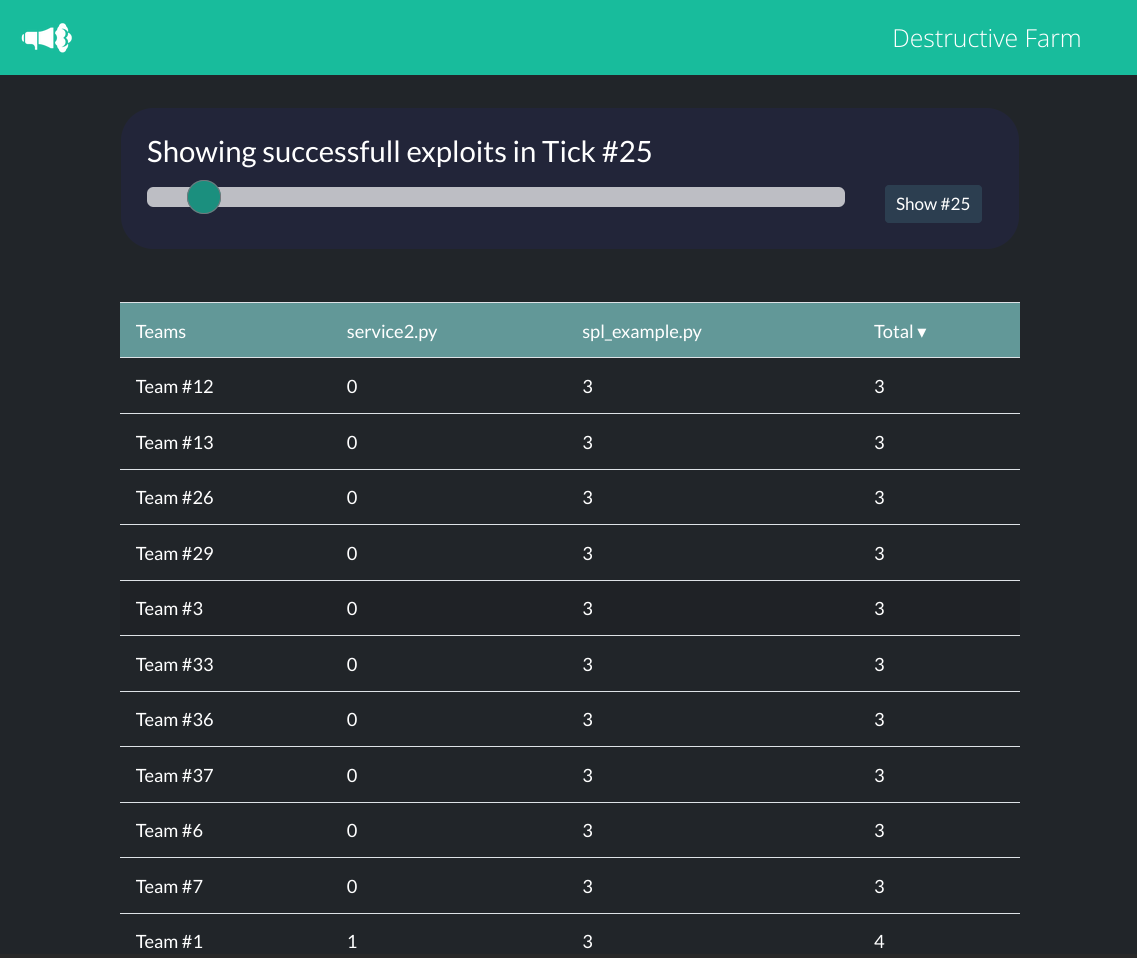 Destructive Farm
Showing successfull exploits in Tick #25
Show #25
Teams service2.py spl_example.py Total ▾
Team #12 0 3 3
Team #13 0 3 3
Team #26 0 3 3
Team #29 0 3 3
Team #3 0 3 3
Team #33 0 3 3
Team #36 0 3 3
Team #37 0 3 3
Team #6 0 3 3
Team #7 0 3 3
Team #1 1 3 4